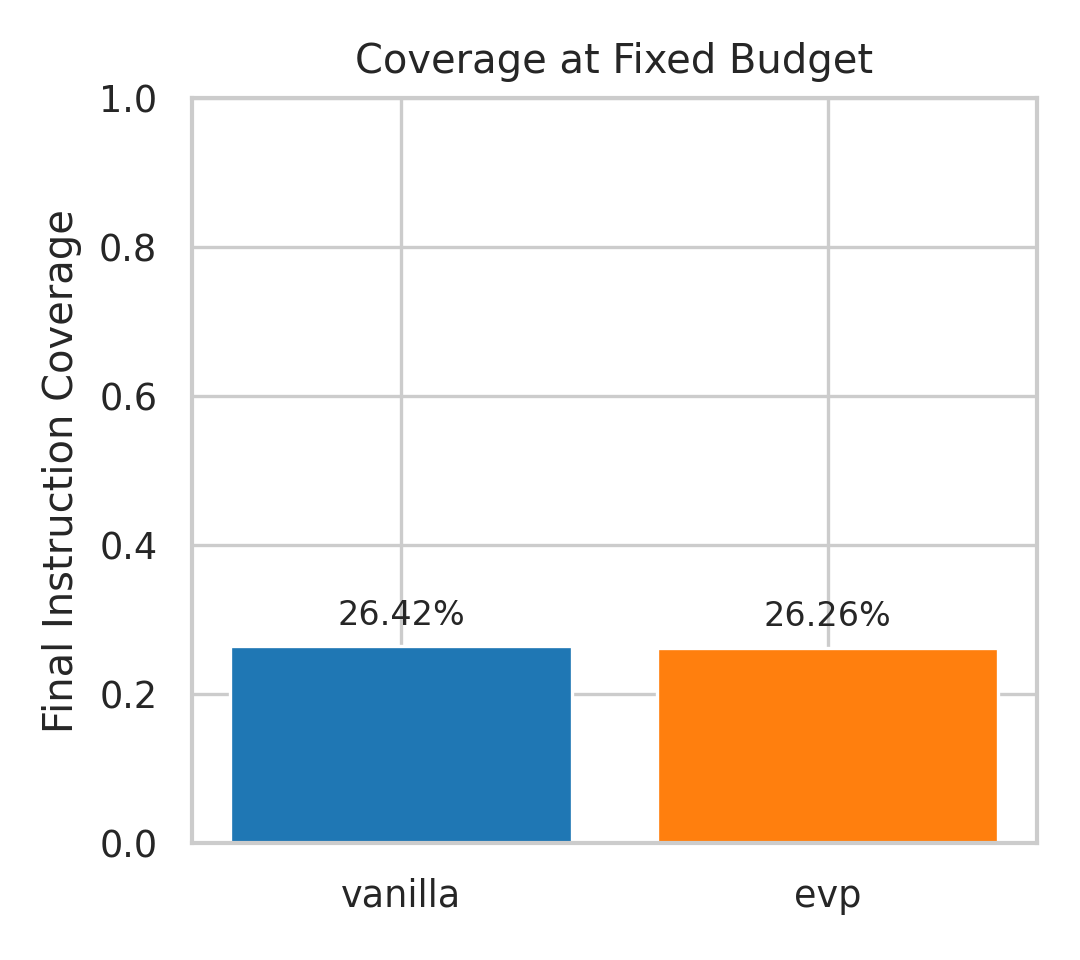 Coverage at Fixed Budget
Final Instruction Coverage
1.0
0.8
0.6
0.4
0.2
0.0
26.42%
26.26%
vanilla
evp